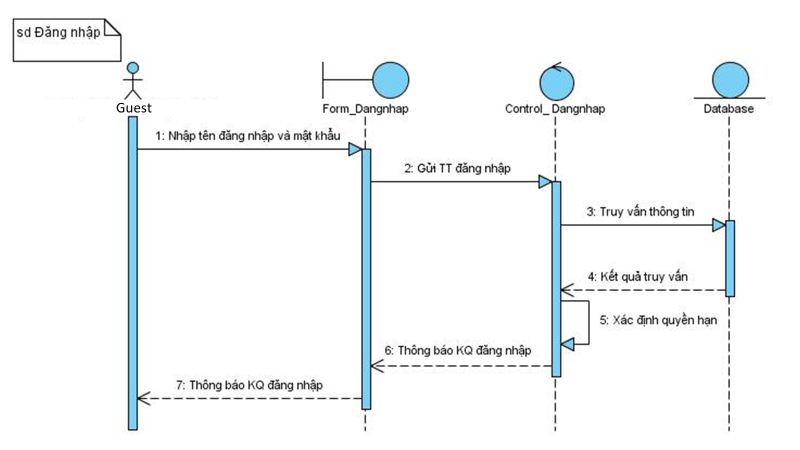 sd Đăng nhập
Guest
Form_Dangnhap
Control_ Dangnhap
Database
1: Nhập tên đăng nhập và mật khẩu
2: Gửi TT đăng nhập
3: Truy vấn thông tin
4: Kết quả truy vấn
5: Xác định quyền hạn
6: Thông báo KQ đăng nhập
7: Thông báo KQ đăng nhập